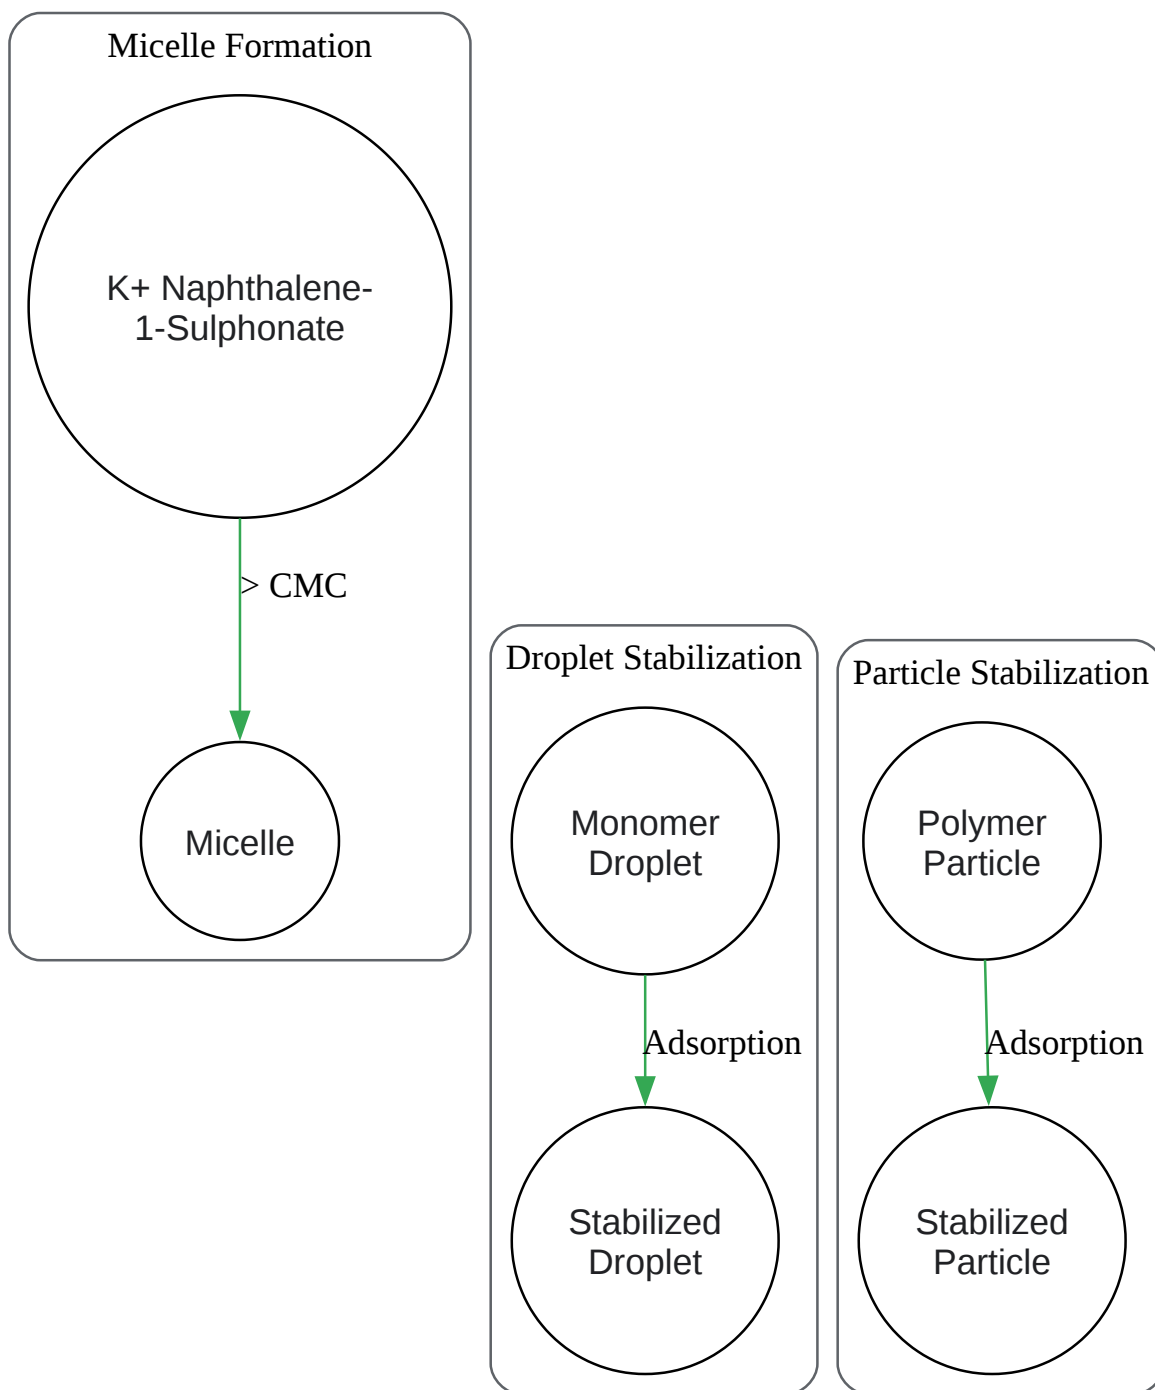 Micelle Formation
K+ Naphthalene-
1-Sulphonate
> CMC
Micelle
Droplet Stabilization
Monomer
Droplet
Adsorption
Stabilized
Droplet
Particle Stabilization
Polymer
Particle
Adsorption
Stabilized
Particle